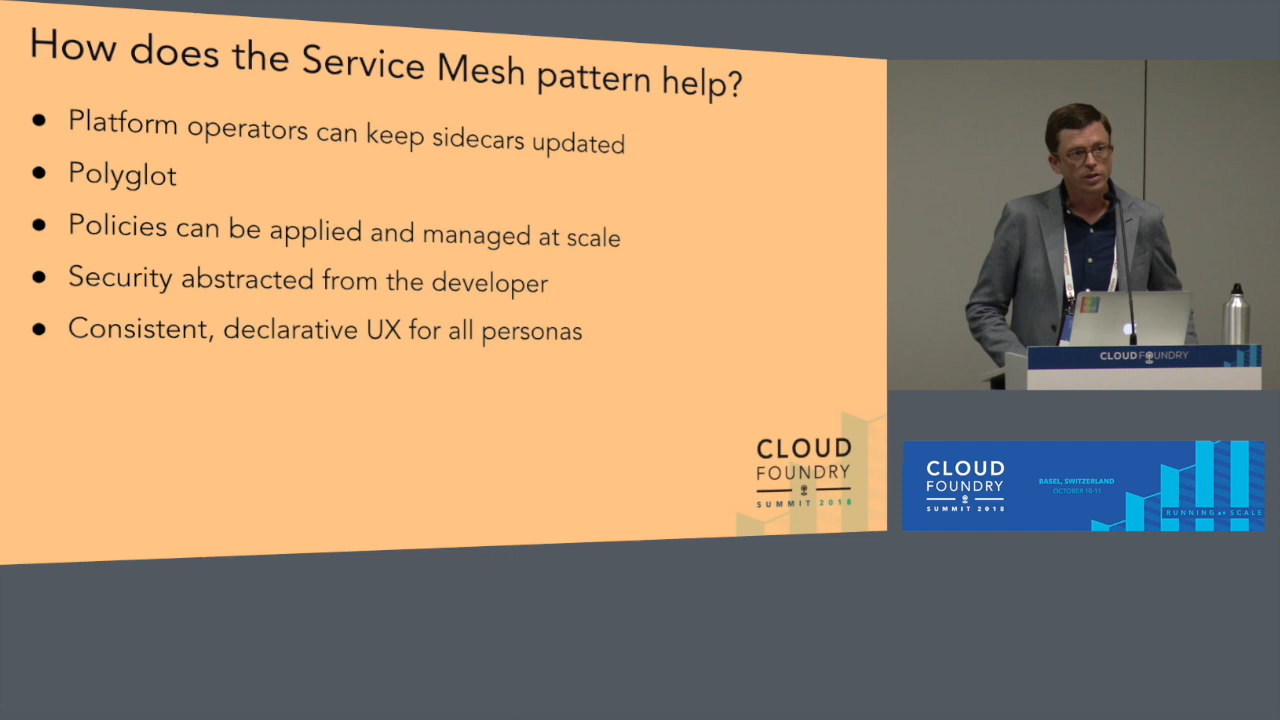 How does the Service Mesh pattern help?
● Platform operators can keep sidecars updated
● Polyglot
● Policies can be applied and managed at scale
● Security abstracted from the developer
● Consistent, declarative UX for all personas
CLOUD
FOUNDRY
SUMMIT 2018
CLOUD FOUNDRY
CLOUD
FOUNDRY
SUMMIT 2018
BASEL, SWITZERLAND
OCTOBER 10-11
RUNNING AT SCALE